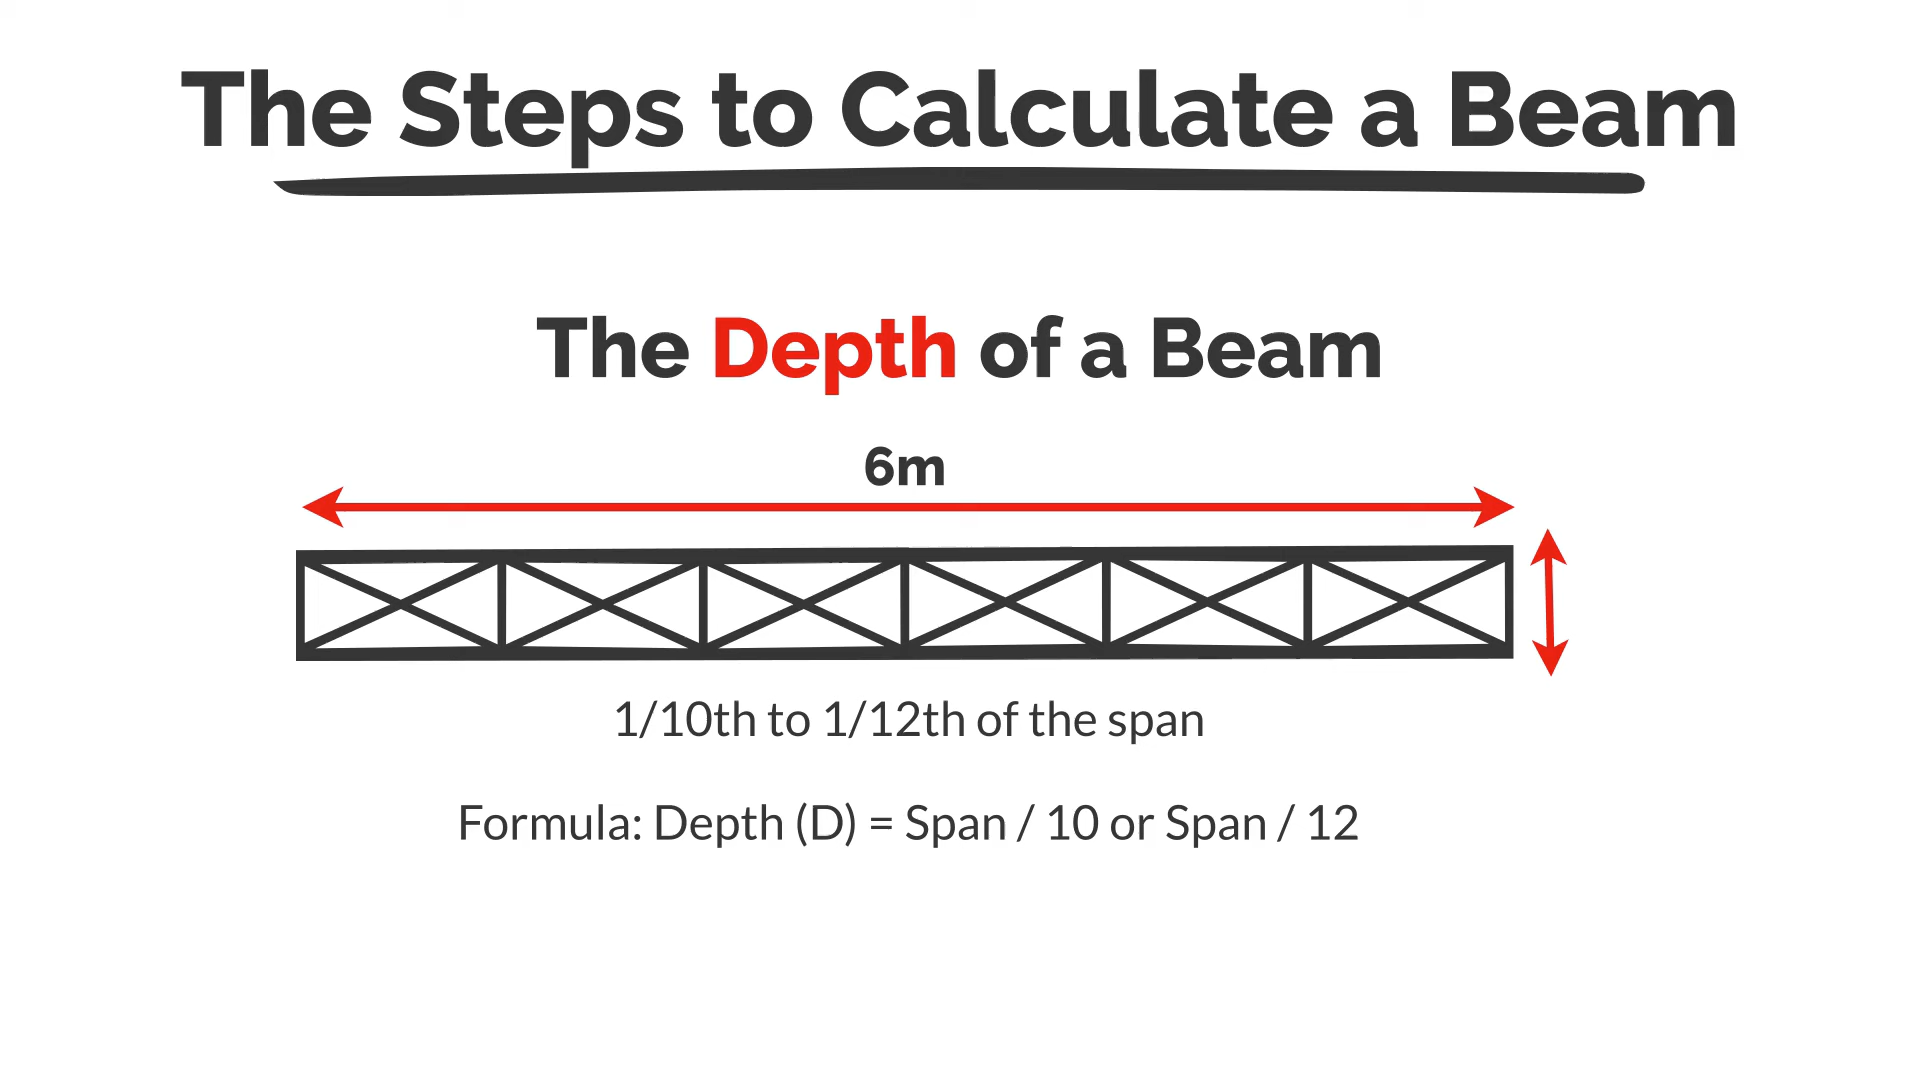 The Steps to Calculate a Beam
The Depth of a Beam
6m
1/10th to 1/12th of the span
Formula: Depth (D) = Span / 10 or Span / 12